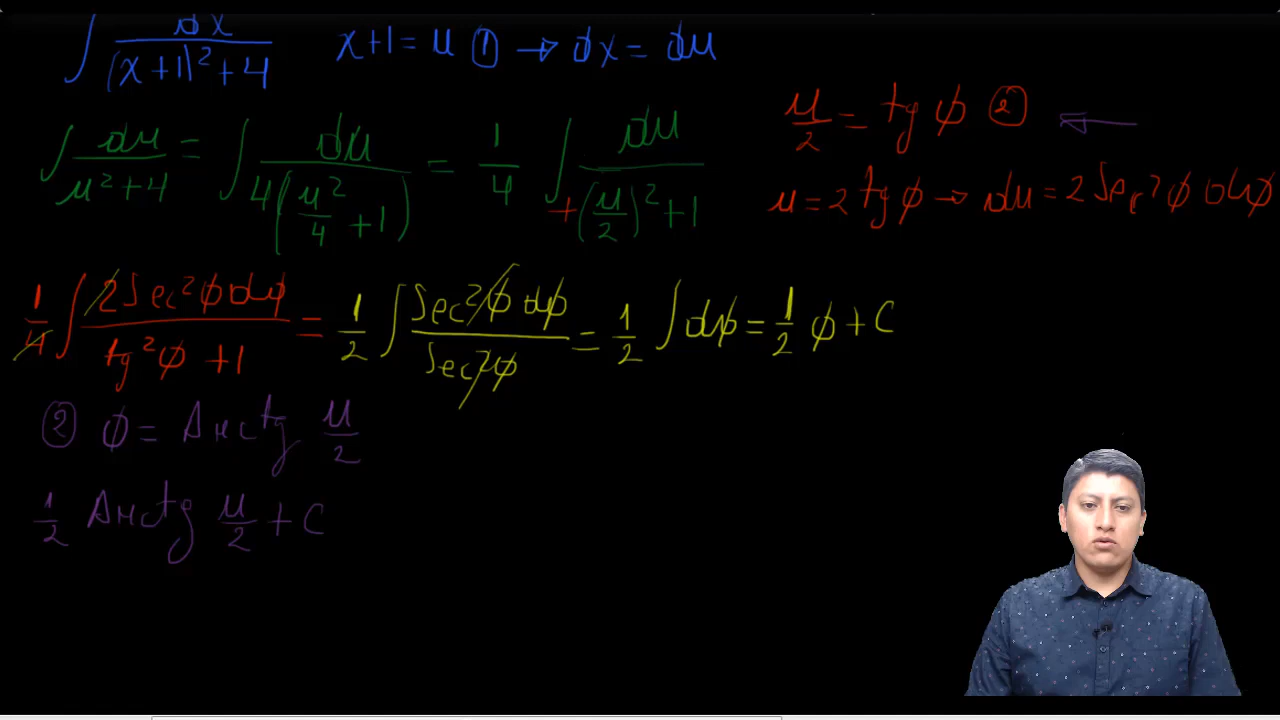 ∫ dx / ((x+1)² + 4) x+1 = u ① → dx = du
∫ du / (u² + 4) = ∫ du / (4(u²/4 + 1)) = 1/4 ∫ du / ((u/2)² + 1)
u/2 = tg φ ②
u = 2 tg φ → du = 2 Sec² φ dφ
1/4 ∫ 2 Sec² φ dφ / (tg² φ + 1) = 1/2 ∫ Sec² φ dφ / Sec² φ = 1/2 ∫ dφ = 1/2 φ + C
② φ = Arctg u/2
1/2 Arctg u/2 + C